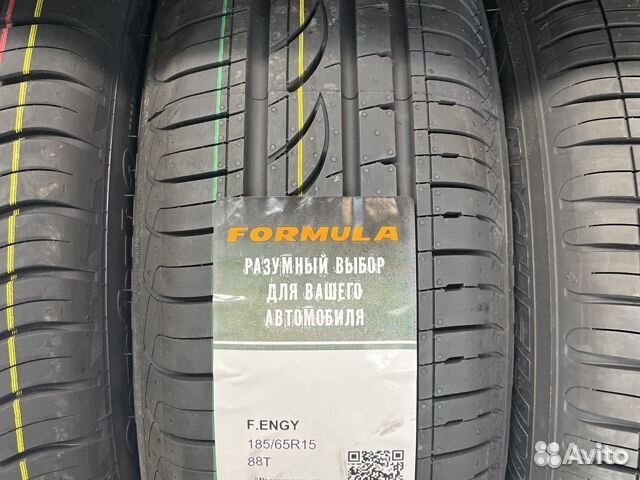 FORMULA
РАЗУМНЫЙ ВЫБОР
ДЛЯ ВАШЕГО
АВТОМОБИЛЯ
F.ENGY
185/65R15
88T
Avito